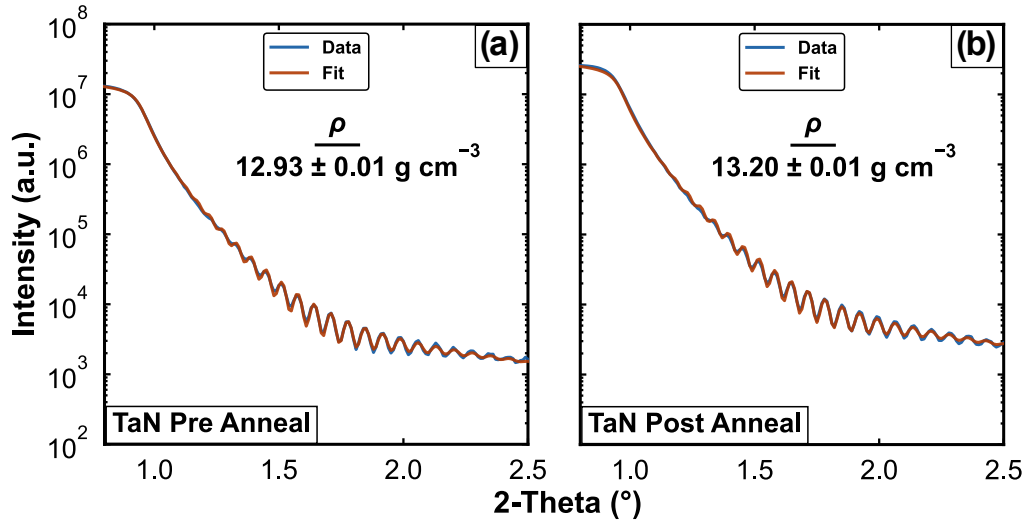 (a)
Data
Fit
ρ
12.93 ± 0.01 g cm⁻³
TaN Pre Anneal
(b)
Data
Fit
ρ
13.20 ± 0.01 g cm⁻³
TaN Post Anneal
Intensity (a.u.)
10⁸
10⁷
10⁶
10⁵
10⁴
10³
10²
1.0 1.5 2.0 2.5
1.0 1.5 2.0 2.5
2-Theta (°)